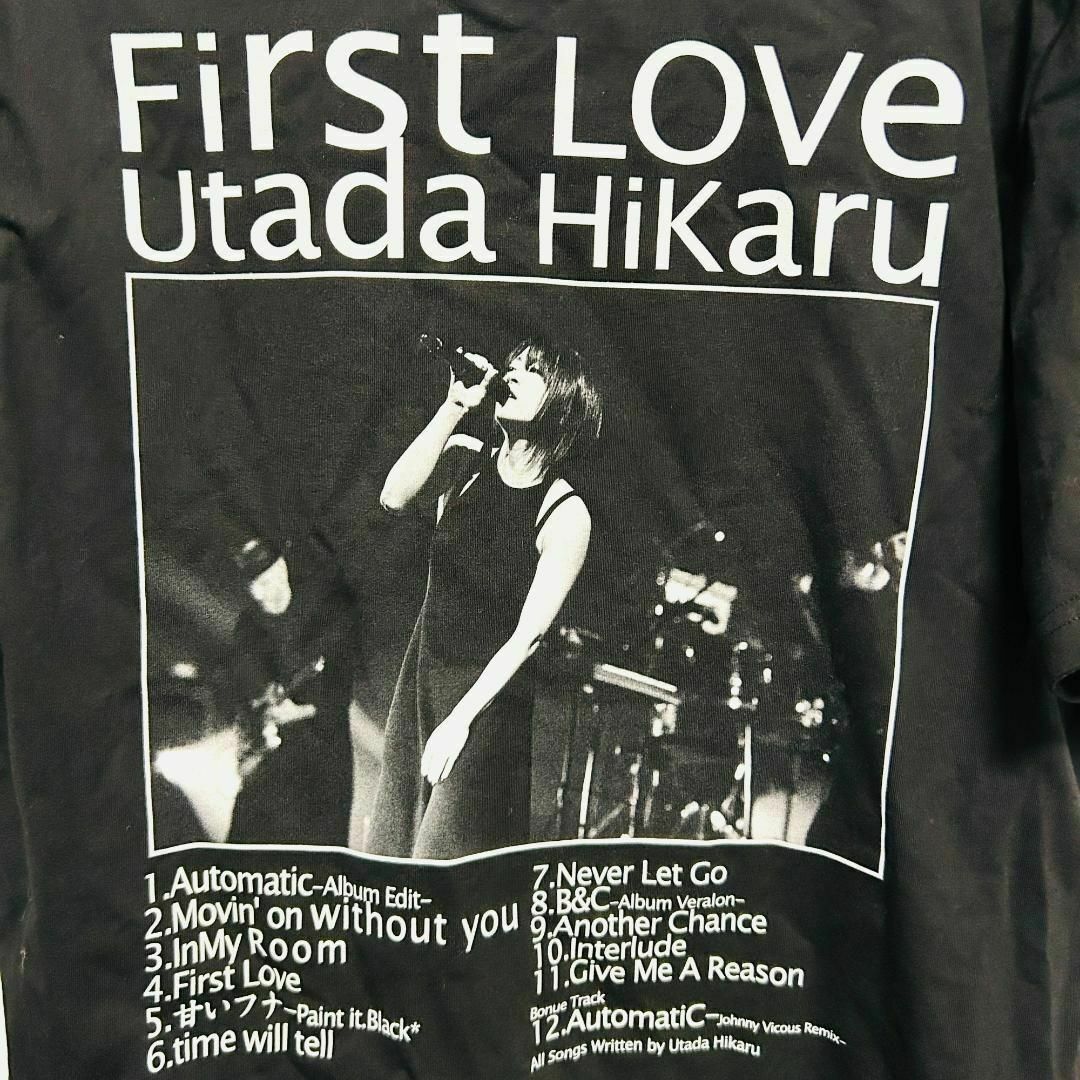 First Love
Utada Hikaru
1.Automatic-Album Edit-
2.Movin' on without you
3.InMy Room
4.First Love
5.甘いフナ-Paint it.Black*
6.time will tell
7.Never Let Go
8.B&C-Album Veralon-
9.Another Chance
10.Interlude
11.Give Me A Reason
Bonue Track
12.AutomatiC-Johnny Vicous Remix-
All Songs Written by Utada Hikaru